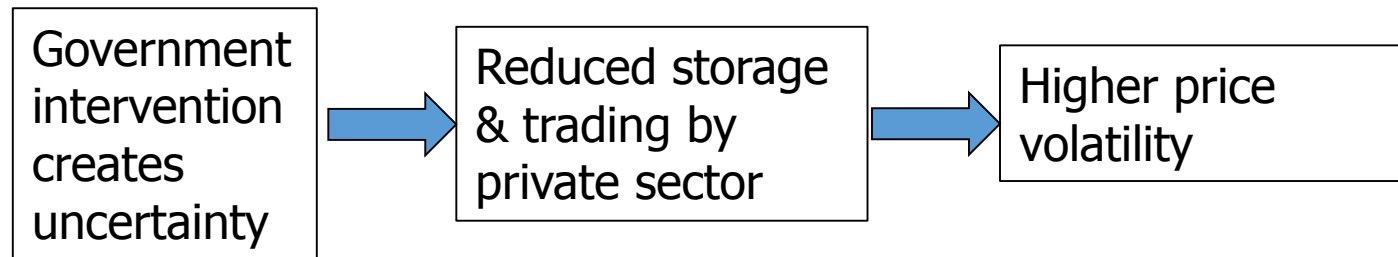 Government
intervention
creates
uncertainty
Reduced storage
& trading by
private sector
Higher price
volatility